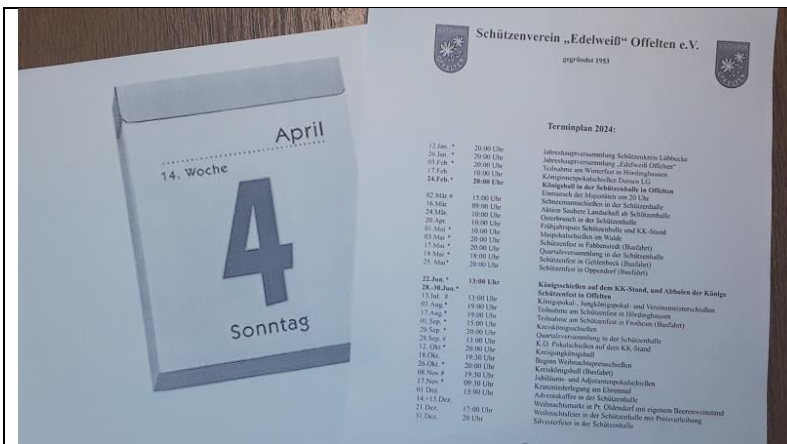 April
14. Woche
4
Sonntag
Schützenverein „Edelweiß“ Offelten e.V.
gegründet 1953
Terminplan 2024:
12.Jan. * 20:00 Uhr Jahreshauptversammlung Schützenkreis Lübbecke
26.Jan. * 20:00 Uhr Jahreshauptversammlung „Edelweiß Offelten“
03.Feb. * 20:00 Uhr Teilnahme am Winterfest in Hördinghausen
17.Feb. 10:00 Uhr Königinnenpokalschießen Damen LG
24.Feb.* 20:00 Uhr Königsball in der Schützenhalle in Offelten
Einmarsch der Majestäten um 20 Uhr
02.Mär. # 15:00 Uhr Schneemannschießen in der Schützenhalle
16.Mär. 09:00 Uhr Aktion Saubere Landschaft ab Schützenhalle
24.Mär. 10:00 Uhr Osterbrunch in der Schützenhalle
20.Apr. 10:00 Uhr Frühjahrsputz Schützenhalle und KK-Stand
01.Mai * 10:00 Uhr Maipokalschießen im Walde
03.Mai * 20:00 Uhr Schützenfest in Fabbenstedt (Busfahrt)
17.Mai * 20:00 Uhr Quartalsversammlung in der Schützenhalle
18.Mai * 18:00 Uhr Schützenfest in Gehlenbeck (Busfahrt)
25. Mai* 20:00 Uhr Schützenfest in Oppendorf (Busfahrt)
22.Jun.* 13:00 Uhr Königsschießen auf dem KK-Stand, und Abholen der Könige
28.-30.Jun.* Schützenfest in Offelten
13.Jul. # 13:00 Uhr Königspokal-, Jungkönigspokal- und Vereinsmeisterschießen
03.Aug.* 19:00 Uhr Teilnahme am Schützenfest in Hördinghausen
17.Aug.* 19:00 Uhr Teilnahme am Schützenfest in Fiestheim (Busfahrt)
01.Sep. * 15:00 Uhr Kreiskönigsschießen
20.Sep. * 20:00 Uhr Quartalsversammlung in der Schützenhalle
28.Sep. # 13:00 Uhr K.O. Pokalschießen auf dem KK-Stand
12. Okt.* 20:00 Uhr Kreisjungkönigsball
18.Okt. 19:30 Uhr Beginn Weihnachtspreisschießen
26.Okt. * 20:00 Uhr Kreiskönigsball (Busfahrt)
08.Nov.# 19:30 Uhr Jubiläums- und Adjutantenpokalschießen
17.Nov.* 09:30 Uhr Kranzniederlegung am Ehrenmal
01.Dez. 15:00 Uhr Adventskaffee in der Schützenhalle
14.+15 Dez. Weihnachtsmarkt in Pr. Oldendorf mit eigenem Beerenweinstand
21.Dez. 17:00 Uhr Weihnachtsfeier in der Schützenhalle mit Preisverleihung
31.Dez. 20 Uhr Silvesterfeier in der Schützenhalle